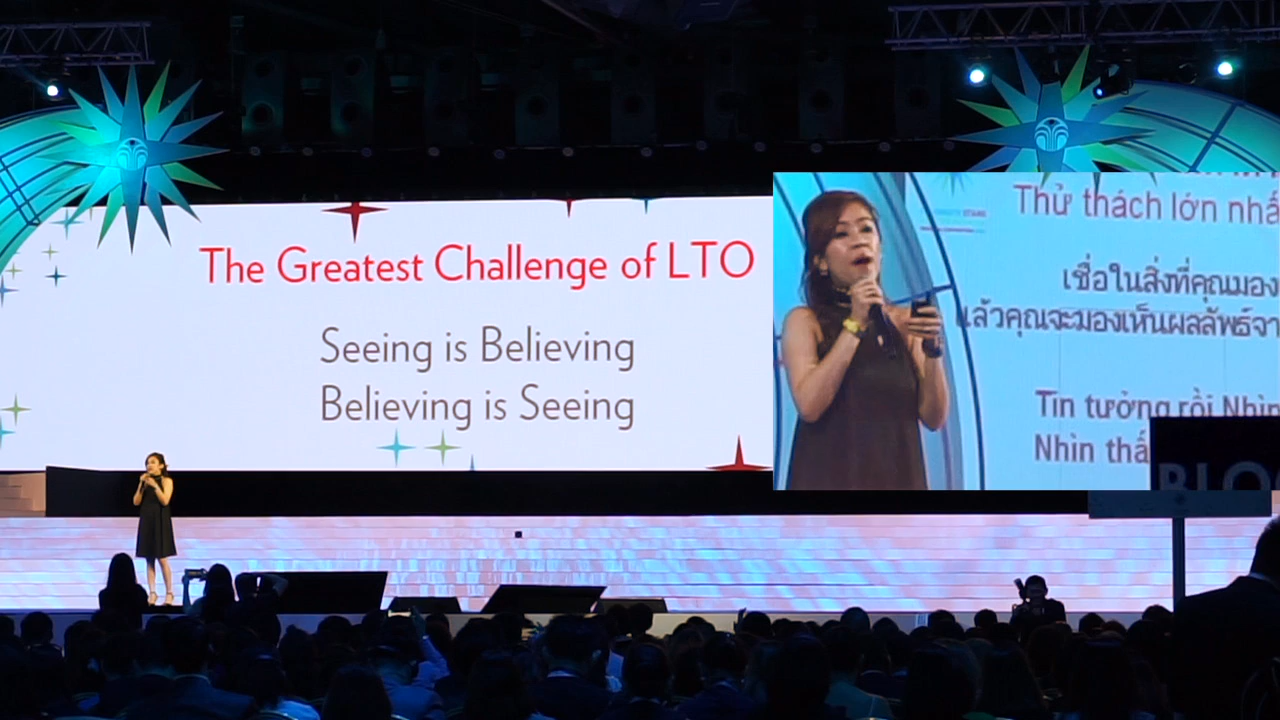 The Greatest Challenge of LTO
Seeing is Believing
Believing is Seeing
Thử thách lớn
เชื่อในสิ่งที่คุณมอง
แล้วคุณจะมองเห็นผลลัพธ์จา
Tin tưởng rồi Nhìn
Nhìn